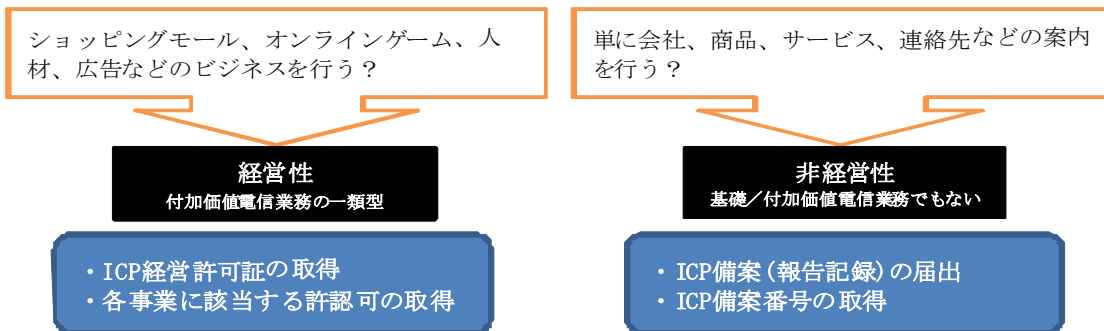 ショッピングモール、オンラインゲーム、人
材、広告などのビジネスを行う？
経営性
付加価値電信業務の一類型
・ICP経営許可証の取得
・各事業に該当する許認可の取得
単に会社、商品、サービス、連絡先などの案内
を行う？
非経営性
基礎／付加価値電信業務でもない
・ICP備案(報告記録)の届出
・ICP備案番号の取得